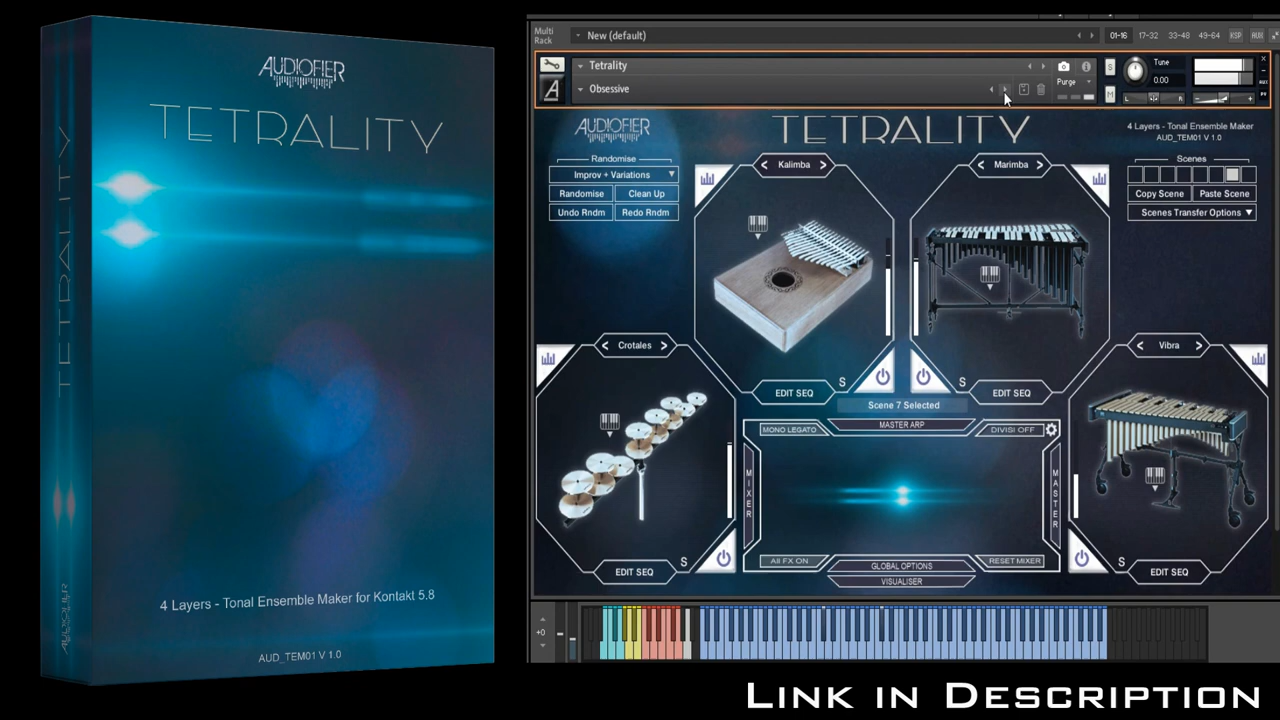 AUDIOFIER
TETRALITY
4 Layers - Tonal Ensemble Maker for Kontakt 5.8
AUD_TEM01 V 1.0
TETRALITY
AUDIOFIER
Multi
Rack
New (default)
01-16
17-32
33-48
49-64
KSP
AUX
Tetrality
Purge
S
Tune
0.00
Obsessive
M
L
R
AUX
PV
AUDIOFIER
TETRALITY
4 Layers - Tonal Ensemble Maker
AUD_TEM01 V 1.0
Randomise
Improv + Variations
Randomise
Clean Up
Undo Rndm
Redo Rndm
< Kalimba >
< Marimba >
Scenes
Copy Scene
Paste Scene
Scenes Transfer Options
< Crotales >
< Vibra >
EDIT SEQ
S
S
EDIT SEQ
Scene 7 Selected
MASTER ARP
MONO LEGATO
DIVISI OFF
MIXER
MASTER
All FX ON
RESET MIXER
GLOBAL OPTIONS
VISUALISER
EDIT SEQ
S
S
EDIT SEQ
+0
Link in Description